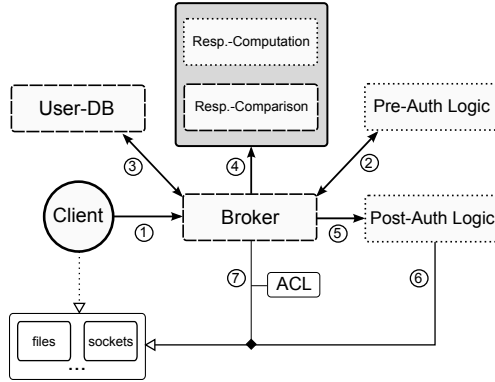 Resp.-Computation
Resp.-Comparison
User-DB
Pre-Auth Logic
③
④
②
Client
①
Broker
⑤
Post-Auth Logic
⑦
ACL
⑥
files
sockets
...